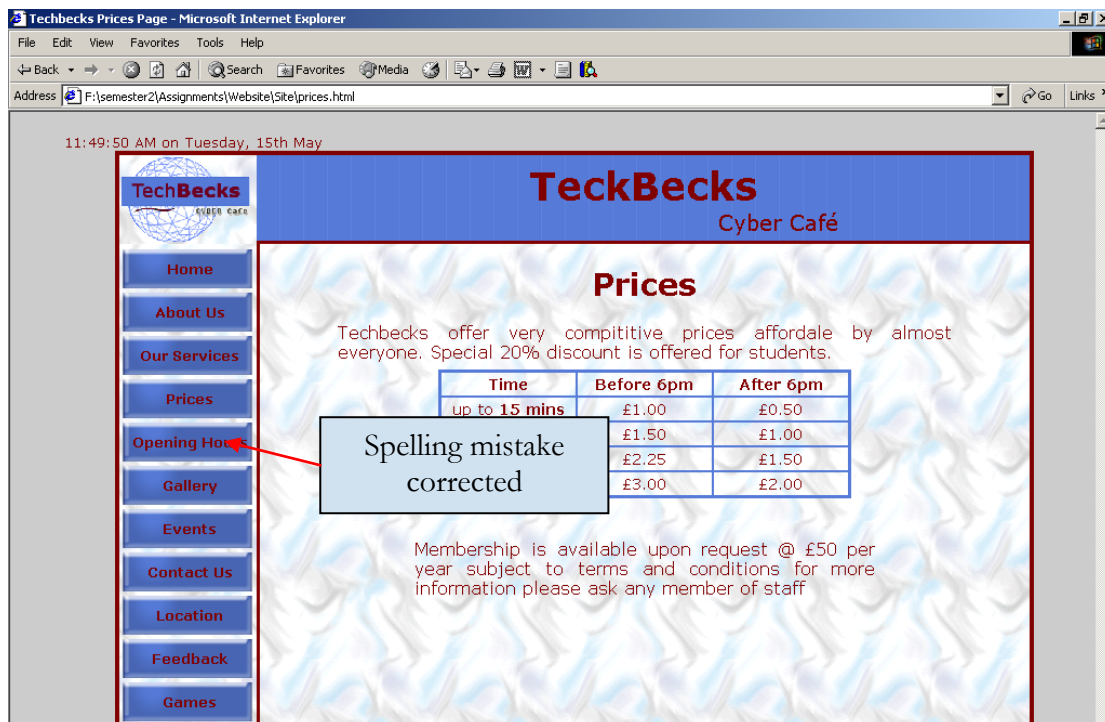 Techbecks Prices Page - Microsoft Internet Explorer
File Edit View Favorites Tools Help
Back Search Favorites Media
Address F:\semester2\Assignments\Website\Site\prices.html Go Links
11:49:50 AM on Tuesday, 15th May
TechBecks
cyber cafe
TeckBecks
Cyber Café
Home
About Us
Our Services
Prices
Opening Hours
Gallery
Events
Contact Us
Location
Feedback
Games
Prices
Techbecks offer very compititive prices affordale by almost
everyone. Special 20% discount is offered for students.
Time Before 6pm After 6pm
up to 15 mins £1.00 £0.50
£1.50 £1.00
£2.25 £1.50
£3.00 £2.00
Spelling mistake
corrected
Membership is available upon request @ £50 per
year subject to terms and conditions for more
information please ask any member of staff